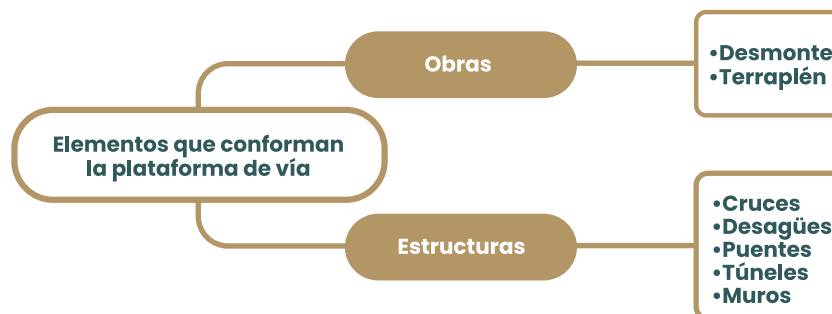 Elementos que conforman
la plataforma de vía
Obras
•Desmonte
•Terraplén
Estructuras
•Cruces
•Desagües
•Puentes
•Túneles
•Muros